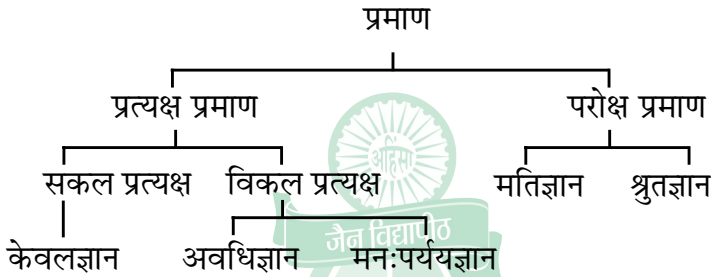 प्रमाण
प्रत्यक्ष प्रमाण परोक्ष प्रमाण
अहिंसा
सकल प्रत्यक्ष विकल प्रत्यक्ष मतिज्ञान श्रुतज्ञान
जैन विद्यापीठ
केवलज्ञान अवधिज्ञान मनःपर्ययज्ञान